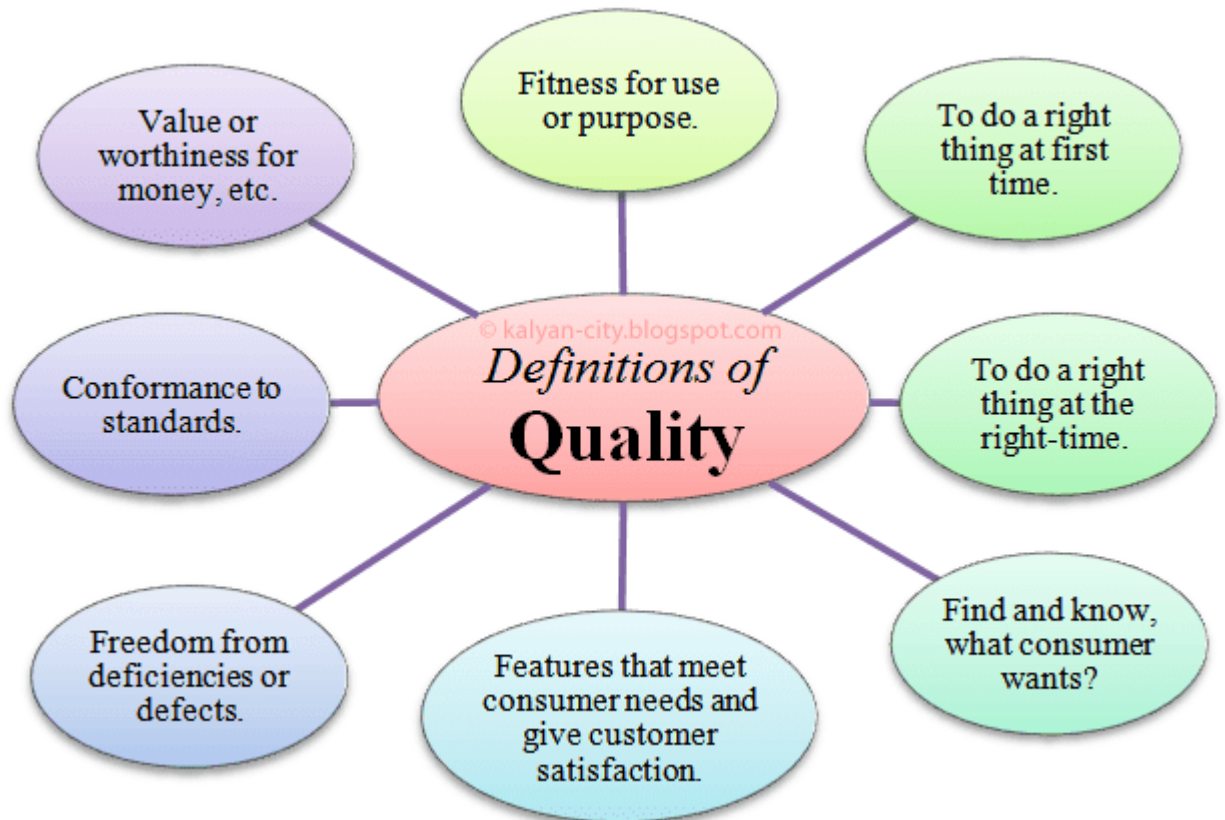 Fitness for use
or purpose.
To do a right
thing at first
time.
To do a right
thing at the
right-time.
Find and know,
what consumer
wants?
Features that meet
consumer needs and
give customer
satisfaction.
Freedom from
deficiencies or
defects.
Conformance to
standards.
Value or
worthiness for
money, etc.
© kalyan-city.blogspot.com
Definitions of
Quality